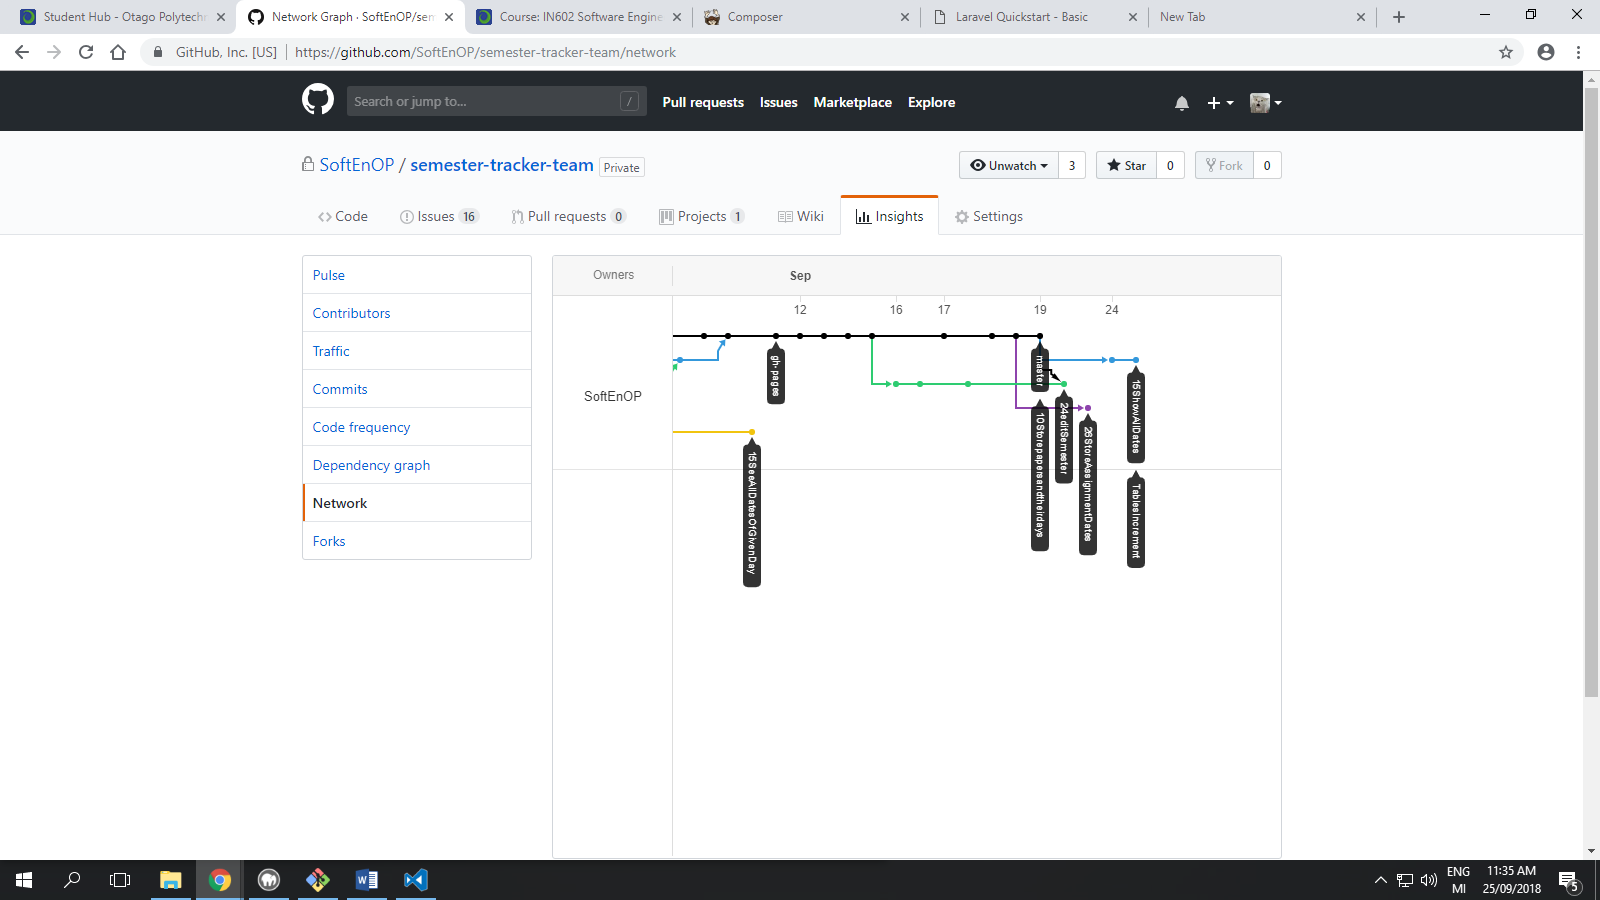 Student Hub - Otago Polytechn
Network Graph · SoftEnOP/sem
Course: IN602 Software Engine
Composer
Laravel Quickstart - Basic
New Tab
GitHub, Inc. [US]
https://github.com/SoftEnOP/semester-tracker-team/network
Search or jump to...
/
Pull requests
Issues
Marketplace
Explore
SoftEnOP / semester-tracker-team
Private
Unwatch
3
Star
0
Fork
0
Code
Issues 16
Pull requests 0
Projects 1
Wiki
Insights
Settings
Pulse
Contributors
Traffic
Commits
Code frequency
Dependency graph
Network
Forks
Owners
Sep
12
16
17
19
24
SoftEnOP
gh-pages
15SeeAllDatesOfGivenDay
master
10Storepapersandtheirdays
24editSemester
26StoreAssignmentDates
15ShowAllDates
TablesIncrement
ENG
MI
11:35 AM
25/09/2018
5